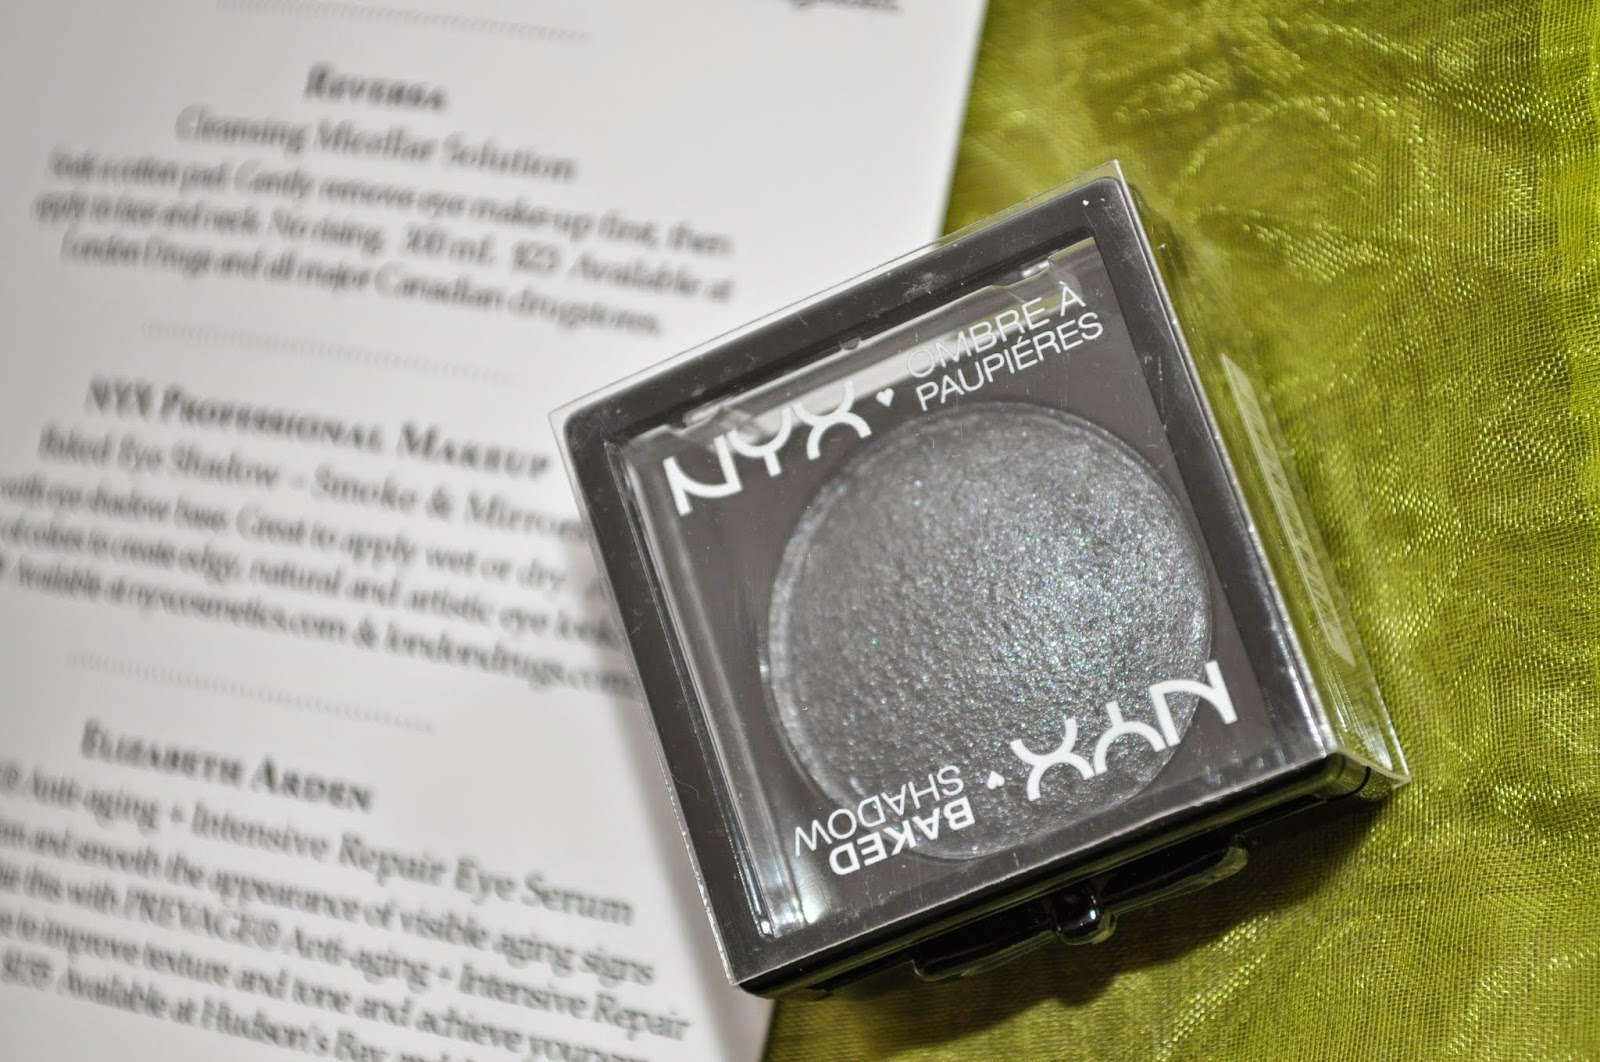 REVERSA
Cleansing Micellar Solution
Soak a cotton pad. Gently remove eye make-up first, then
apply to face and neck. No rising. 300 mL $23 Available at
London Drugs and all major Canadian drugstores.
NYX PROFESSIONAL MAKEUP
Baked Eye Shadow - Smoke & Mirrors
with eye shadow base. Great to apply wet or dry.
of colors to create edgy, natural and artistic eye looks
Available at nyxcosmetics.com & londondrugs.com
ELIZABETH ARDEN
® Anti-aging + Intensive Repair Eye Serum
and smooth the appearance of visible aging signs
this with PREVAGE® Anti-aging + Intensive Repair
to improve texture and tone and achieve
Available at Hudson's Bay
NYX OMBRE À
PAUPIÉRES
NYX BAKED
SHADOW